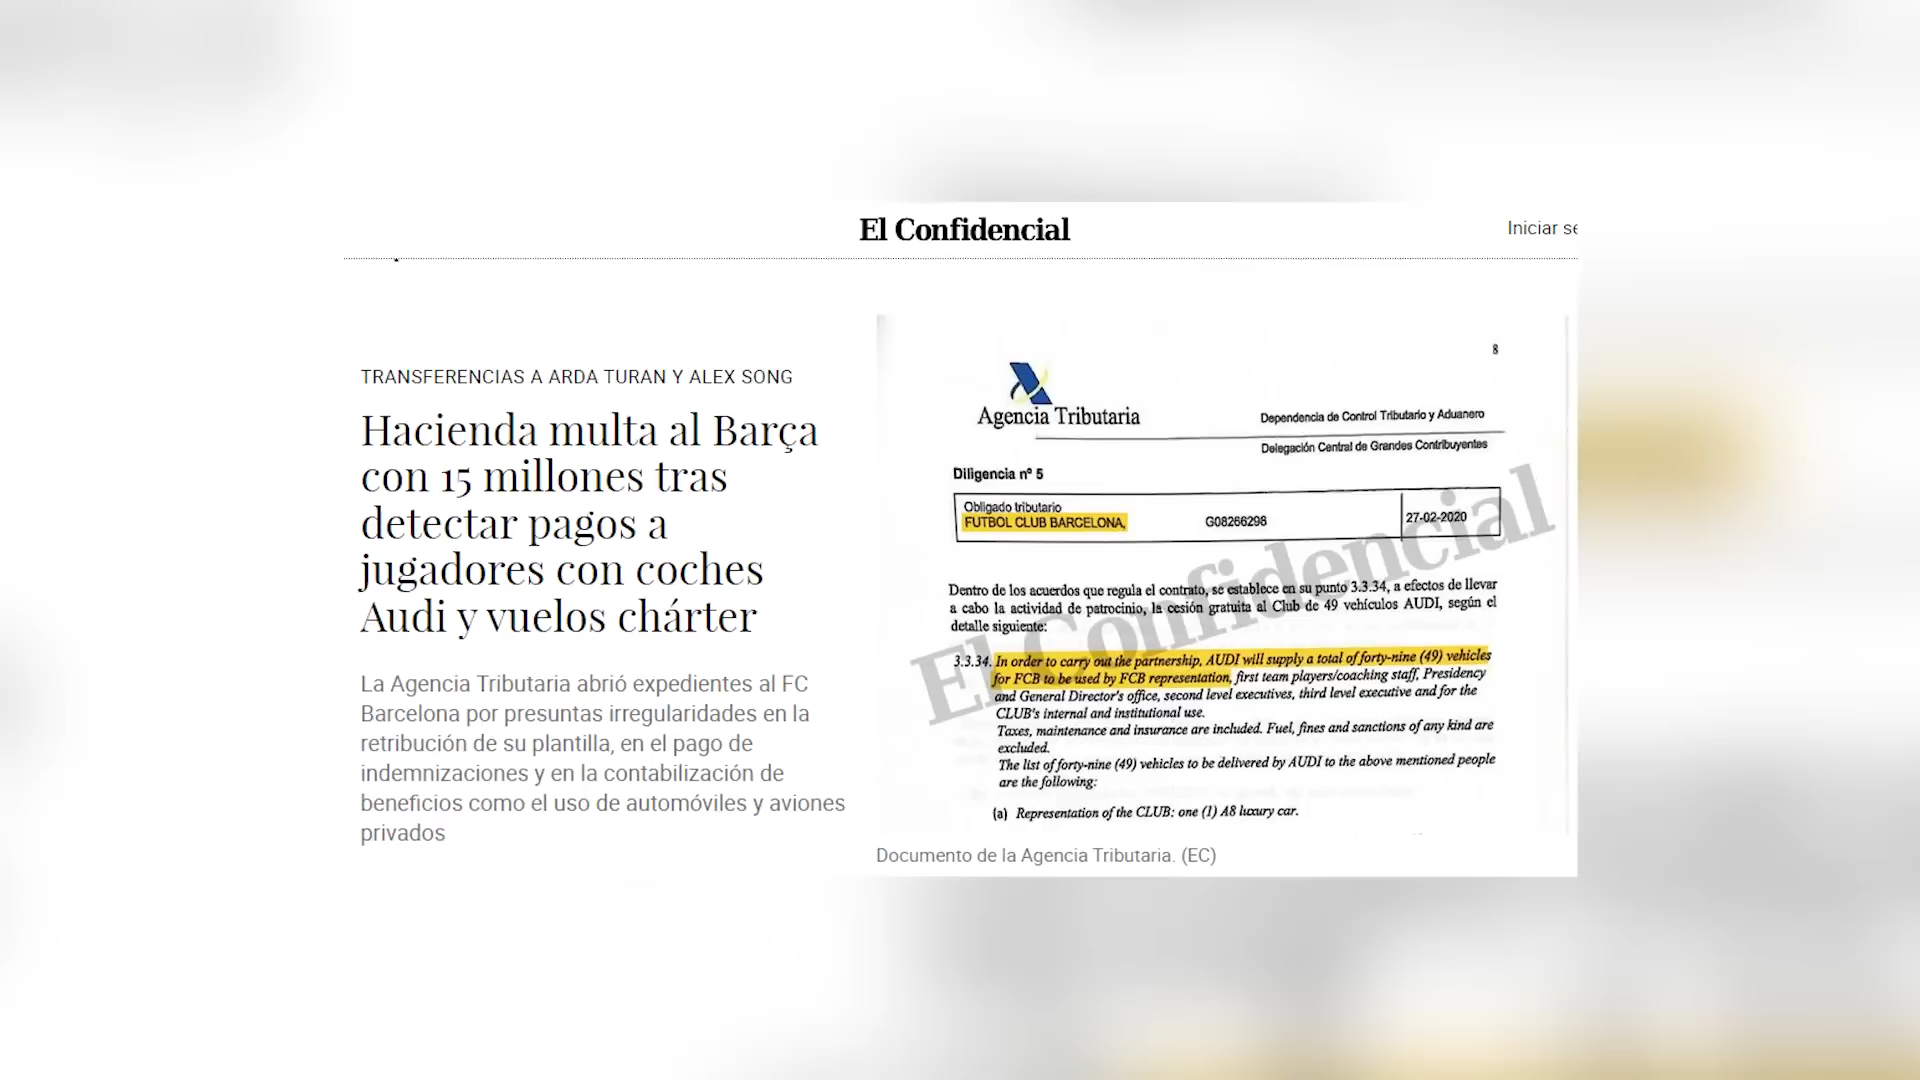 El Confidencial
Iniciar se
TRANSFERENCIAS A ARDA TURAN Y ALEX SONG
Hacienda multa al Barça
con 15 millones tras
detectar pagos a
jugadores con coches
Audi y vuelos chárter
La Agencia Tributaria abrió expedientes al FC
Barcelona por presuntas irregularidades en la
retribución de su plantilla, en el pago de
indemnizaciones y en la contabilización de
beneficios como el uso de automóviles y aviones
privados
8
Agencia Tributaria
Dependencia de Control Tributario y Aduanero
Delegación Central de Grandes Contribuyentes
Diligencia nº 5
Obligado tributario
FUTBOL CLUB BARCELONA,
G08266298
27-02-2020
Dentro de los acuerdos que regula el contrato, se establece en su punto 3.3.34, a efectos de llevar
a cabo la actividad de patrocinio, la cesión gratuita al Club de 49 vehículos AUDI, según el
detalle siguiente:
3.3.34. In order to carry out the partnership, AUDI will supply a total of forty-nine (49) vehicles
for FCB to be used by FCB representation, first team players/coaching staff, Presidency
and General Director's office, second level executives, third level executive and for the
CLUB's internal and institutional use.
Taxes, maintenance and insurance are included. Fuel, fines and sanctions of any kind are
excluded.
The list of forty-nine (49) vehicles to be delivered by AUDI to the above mentioned people
are the following:
(a) Representation of the CLUB: one (1) A8 luxury car.
El Confidencial
Documento de la Agencia Tributaria. (EC)